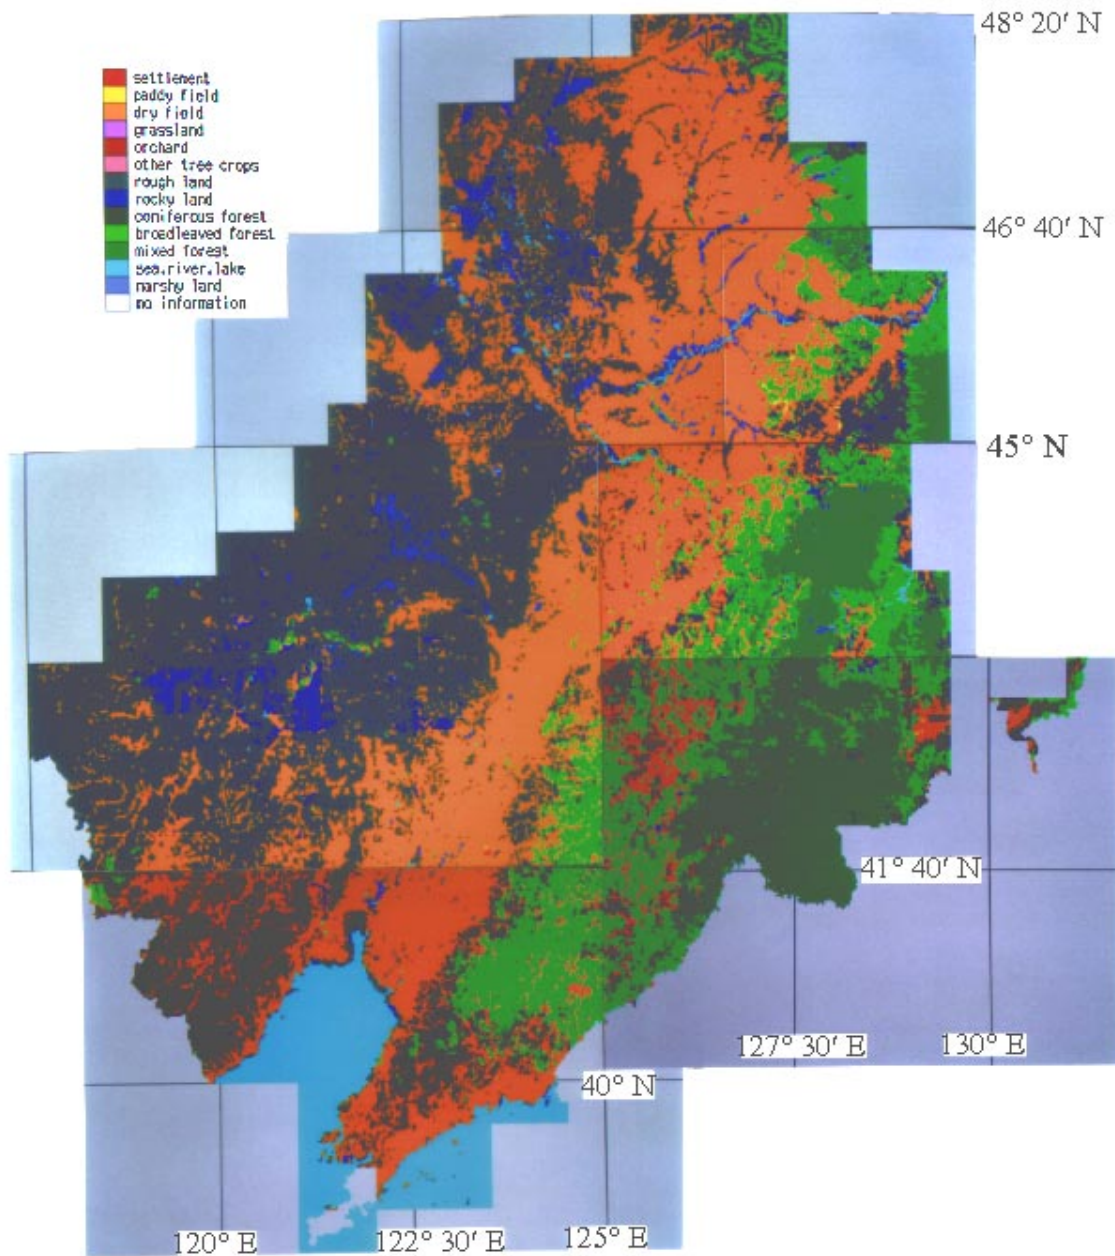 48° 20' N
settlement
paddy field
dry field
grassland
orchard
other tree crops
rough land
rocky land
coniferous forest
broadleaved forest
mixed forest
sea.river.lake
marshy land
no information
46° 40' N
45° N
41° 40' N
127° 30' E
130° E
40° N
120° E
122° 30' E
125° E